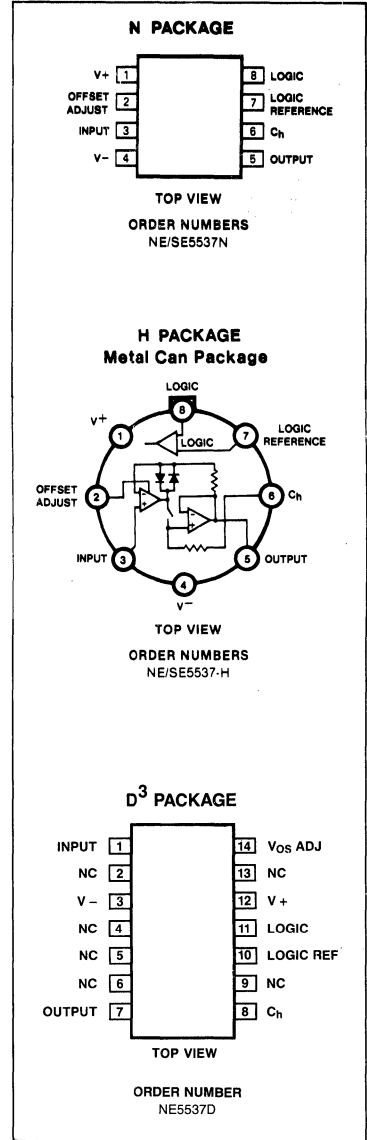 N PACKAGE
V+ 1 8 LOGIC
OFFSET ADJUST 2 7 LOGIC REFERENCE
INPUT 3 6 Ch
V- 4 5 OUTPUT
TOP VIEW
ORDER NUMBERS
NE/SE5537N
H PACKAGE
Metal Can Package
LOGIC
8
V+ 1
LOGIC
7 LOGIC REFERENCE
OFFSET ADJUST 2
6 Ch
INPUT 3
5 OUTPUT
4
V-
TOP VIEW
ORDER NUMBERS
NE/SE5537-H
D3 PACKAGE
INPUT 1 14 VOS ADJ
NC 2 13 NC
V - 3 12 V +
NC 4 11 LOGIC
NC 5 10 LOGIC REF
NC 6 9 NC
OUTPUT 7 8 Ch
TOP VIEW
ORDER NUMBER
NE5537D